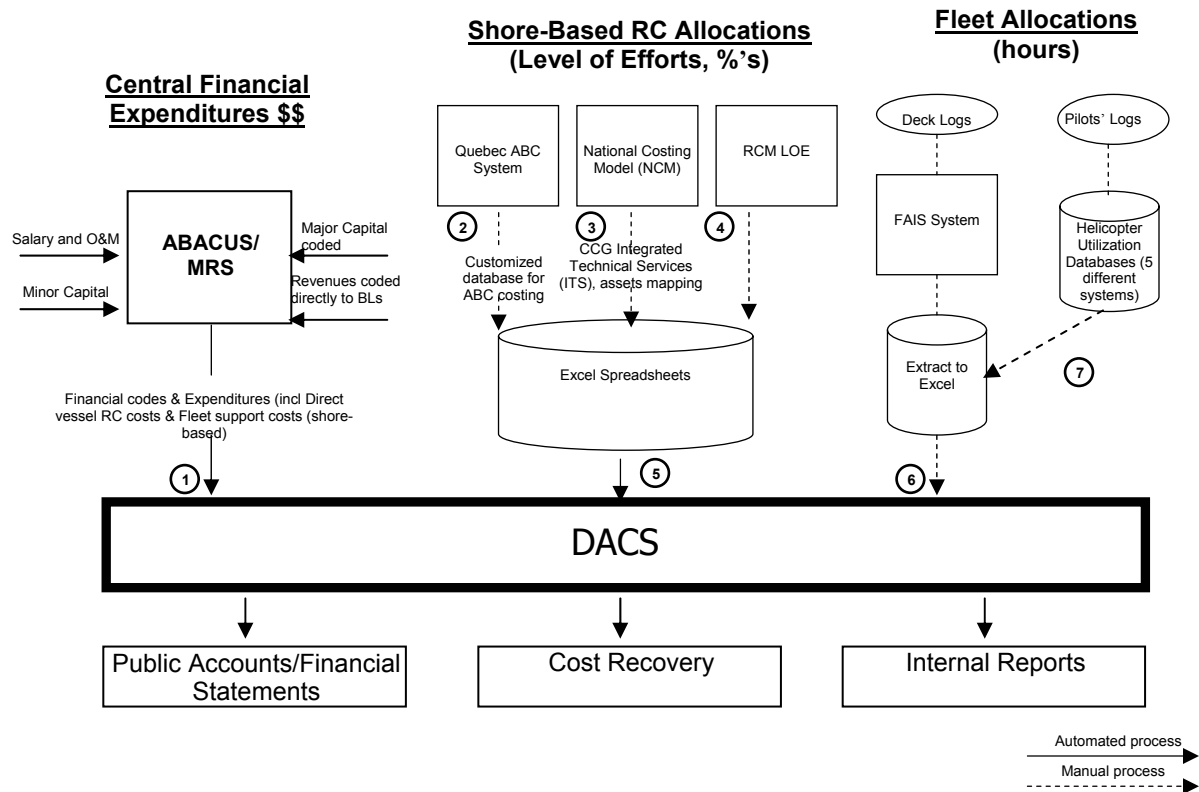 Central Financial
Expenditures $$
Shore-Based RC Allocations
(Level of Efforts, %’s)
Fleet Allocations
(hours)
Salary and O&M
Minor Capital
ABACUS/
MRS
Major Capital
coded
Revenues coded
directly to BLs
Financial codes & Expenditures (incl Direct
vessel RC costs & Fleet support costs (shore-
based)
1
Quebec ABC
System
National Costing
Model (NCM)
RCM LOE
2
3
4
Customized
database for
ABC costing
CCG Integrated
Technical Services
(ITS), assets mapping
Excel Spreadsheets
5
Deck Logs
Pilots’ Logs
FAIS System
Helicopter
Utilization
Databases (5
different
systems)
Extract to
Excel
7
6
DACS
Public Accounts/Financial
Statements
Cost Recovery
Internal Reports
Automated process
Manual process